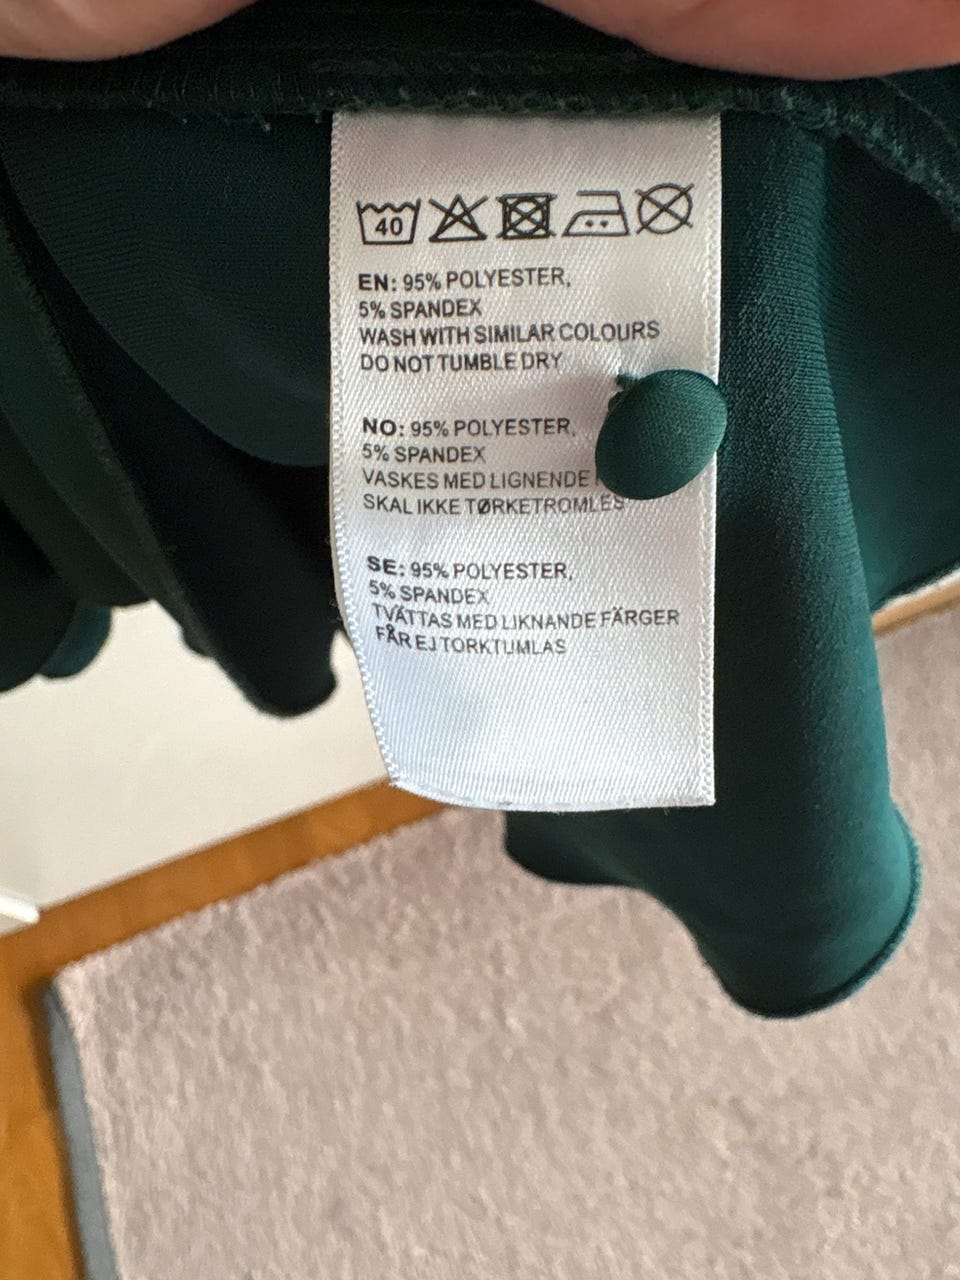 40
EN: 95% POLYESTER,
5% SPANDEX
WASH WITH SIMILAR COLOURS
DO NOT TUMBLE DRY
NO: 95% POLYESTER,
5% SPANDEX
VASKES MED LIGNENDE
SKAL IKKE TØRKETROMLES
SE: 95% POLYESTER,
5% SPANDEX
TVÄTTAS MED LIKNANDE FÄRGER
FÅR EJ TORKTUMLAS